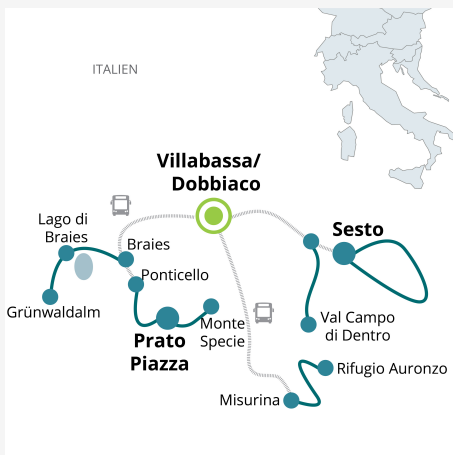 ITALIEN
Villabassa/
Dobbiaco
Lago di
Braies
Braies
Sesto
Ponticello
Grünwaldalm
Monte
Specie
Val Campo
di Dentro
Prato
Piazza
Rifugio Auronzo
Misurina